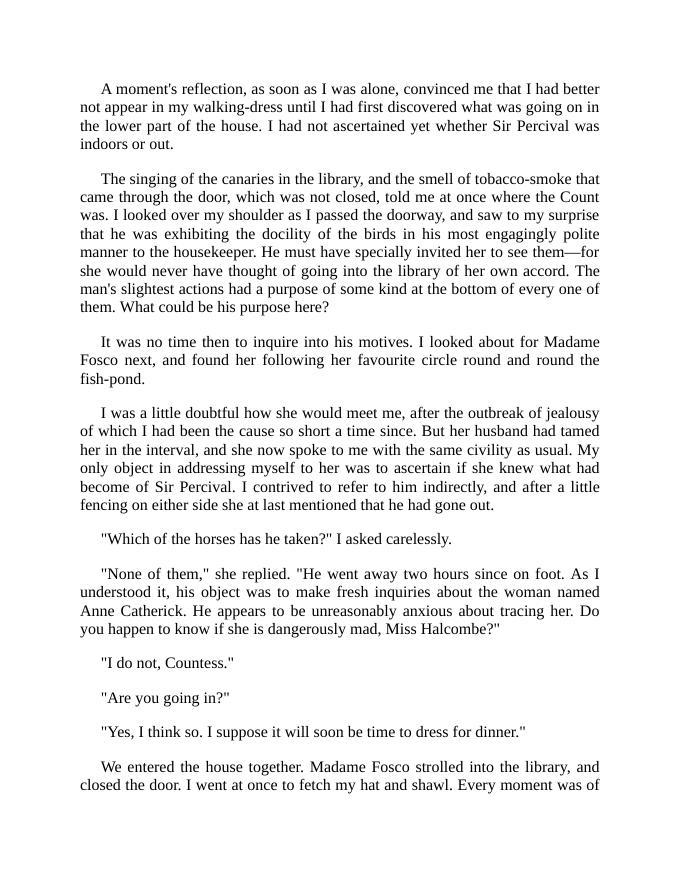 A moment's reflection, as soon as I was alone, convinced me that I had better
not appear in my walking-dress until I had first discovered what was going on in
the lower part of the house. I had not ascertained yet whether Sir Percival was
indoors or out.
The singing of the canaries in the library, and the smell of tobacco-smoke that
came through the door, which was not closed, told me at once where the Count
was. I looked over my shoulder as I passed the doorway, and saw to my surprise
that he was exhibiting the docility of the birds in his most engagingly polite
manner to the housekeeper. He must have specially invited her to see them—for
she would never have thought of going into the library of her own accord. The
man's slightest actions had a purpose of some kind at the bottom of every one of
them. What could be his purpose here?
It was no time then to inquire into his motives. I looked about for Madame
Fosco next, and found her following her favourite circle round and round the
fish-pond.
I was a little doubtful how she would meet me, after the outbreak of jealousy
of which I had been the cause so short a time since. But her husband had tamed
her in the interval, and she now spoke to me with the same civility as usual. My
only object in addressing myself to her was to ascertain if she knew what had
become of Sir Percival. I contrived to refer to him indirectly, and after a little
fencing on either side she at last mentioned that he had gone out.
"Which of the horses has he taken?" I asked carelessly.
"None of them," she replied. "He went away two hours since on foot. As I
understood it, his object was to make fresh inquiries about the woman named
Anne Catherick. He appears to be unreasonably anxious about tracing her. Do
you happen to know if she is dangerously mad, Miss Halcombe?"
"I do not, Countess."
"Are you going in?"
"Yes, I think so. I suppose it will soon be time to dress for dinner."
We entered the house together. Madame Fosco strolled into the library, and
closed the door. I went at once to fetch my hat and shawl. Every moment was of